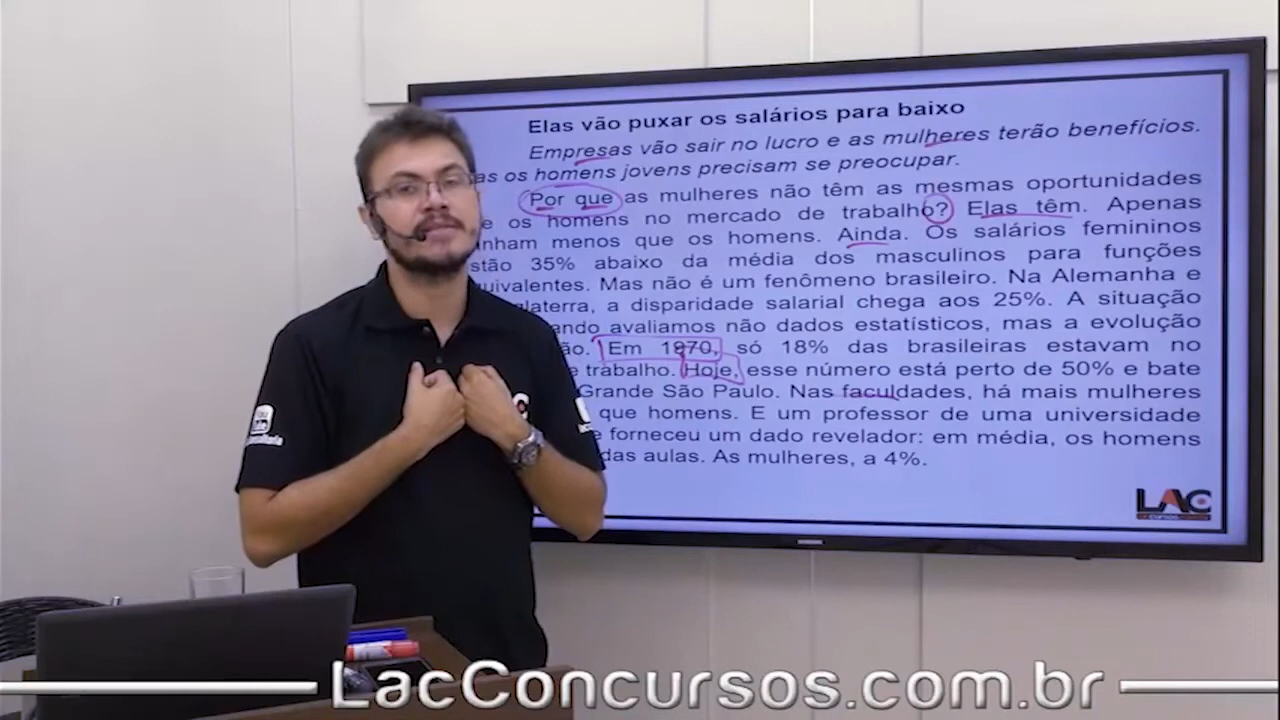 Elas vão puxar os salários para baixo
Empresas vão sair no lucro e as mulheres terão benefícios.
as os homens jovens precisam se preocupar.
Por que as mulheres não têm as mesmas oportunidades
e os homens no mercado de trabalho? Elas têm. Apenas
nham menos que os homens. Ainda. Os salários femininos
stão 35% abaixo da média dos masculinos para funções
uivalentes. Mas não é um fenômeno brasileiro. Na Alemanha e
glaterra, a disparidade salarial chega aos 25%. A situação
ando avaliamos não dados estatísticos, mas a evolução
ão. Em 1970, só 18% das brasileiras estavam no
e trabalho. Hoje, esse número está perto de 50% e bate
Grande São Paulo. Nas faculdades, há mais mulheres
que homens. E um professor de uma universidade
e forneceu um dado revelador: em média, os homens
das aulas. As mulheres, a 4%.
LAC
CURSOS
LacConcursos.com.br